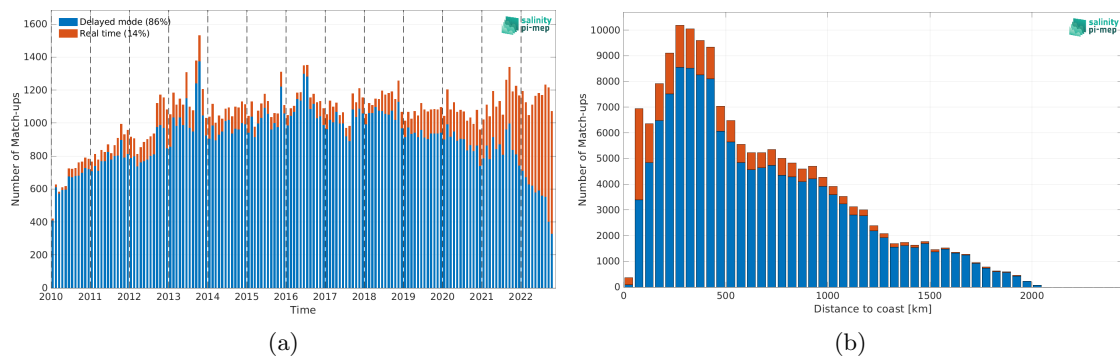 Delayed mode (86%)
Real time (14%)
salinity
pi-mep
Number of Match-ups
1600
1400
1200
1000
800
600
400
200
0
2010 2011 2012 2013 2014 2015 2016 2017 2018 2019 2020 2021 2022
Time
(a)
salinity
pi-mep
Number of Match-ups
10000
9000
8000
7000
6000
5000
4000
3000
2000
1000
0
0 500 1000 1500 2000
Distance to coast [km]
(b)